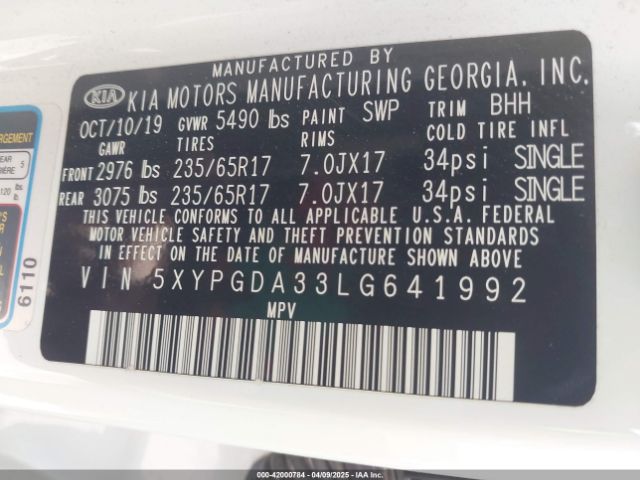 MANUFACTURED BY
KIA KIA MOTORS MANUFACTURING GEORGIA, INC.
OCT/10/19 GVWR 5490 lbs PAINT SWP TRIM BHH
GAWR TIRES RIMS COLD TIRE INFL
FRONT 2976 lbs 235/65R17 7.0JX17 34psi SINGLE
REAR 3075 lbs 235/65R17 7.0JX17 34psi SINGLE
THIS VEHICLE CONFORMS TO ALL APPLICABLE U.S.A. FEDERAL
MOTOR VEHICLE SAFETY AND THEFT PREVENTION STANDARDS
IN EFFECT ON THE DATE OF MANUFACTURE SHOWN ABOVE
VIN 5XYPGDA33LG641992
MPV
5
120 lbs.
6110
000-42000784 | 04/09/2025 | IAA Inc.